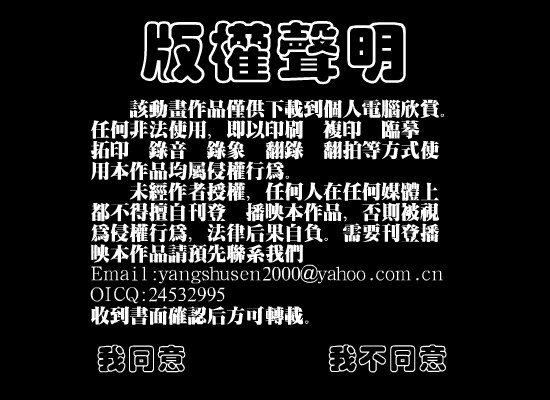 版權聲明
該動畫作品僅供下載到個人電腦欣賞。
任何非法使用，即以印刷 複印 臨摹
拓印 錄音 錄象 翻錄 翻拍等方式使
用本作品均屬侵權行爲。
未經作者授權，任何人在任何媒體上
都不得擅自刊登 播映本作品，否則被視
爲侵權行爲，法律后果自負。需要刊登播
映本作品請預先聯系我們
Email:yangshusen2000@yahoo.com.cn
OICQ:24532995
收到書面確認后方可轉載。
我同意 我不同意